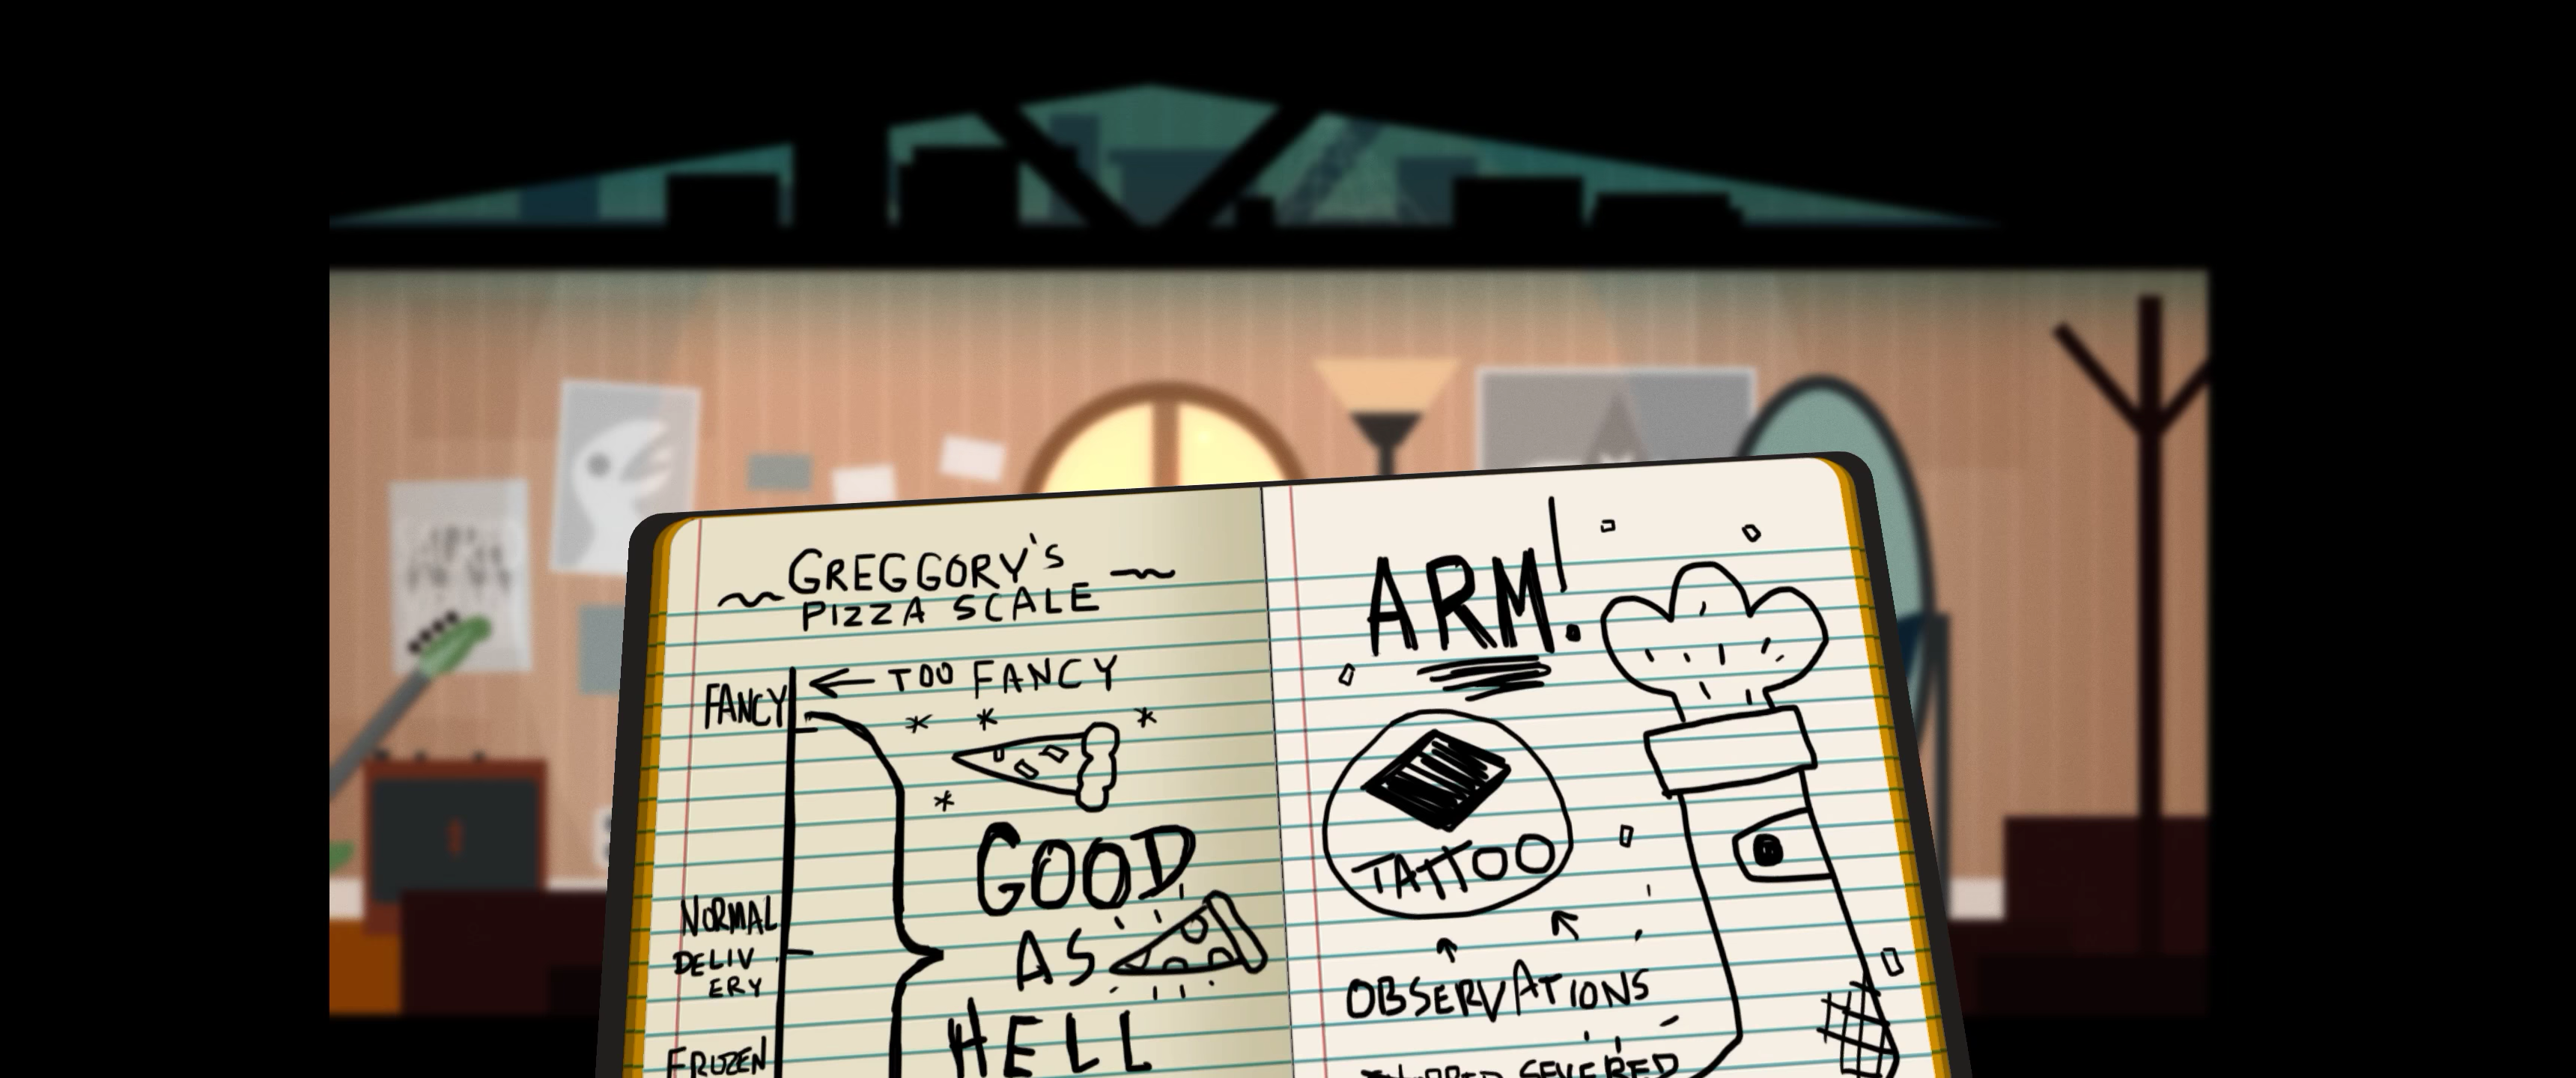 GREGGORY'S
PIZZA SCALE
TOO FANCY
FANCY
GOOD
AS
HELL
NORMAL
DELIV
ERY
FROZEN
ARM!
TATTOO
OBSERVATIONS
SEVERED